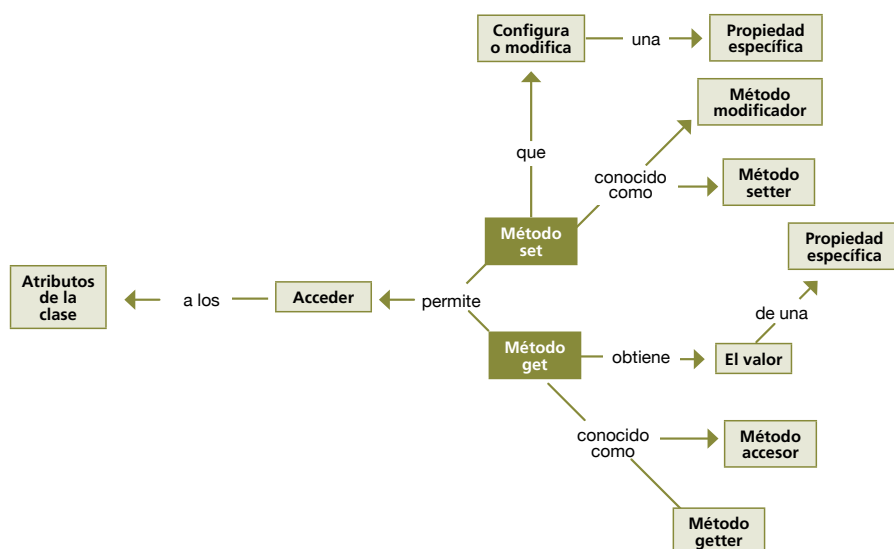 Configura
o modifica
una
Propiedad
específica
Método
modificador
que
conocido
como
Método
setter
Método
set
Propiedad
específica
Atributos
de la
clase
a los
Acceder
permite
de una
Método
get
obtiene
El valor
conocido
como
Método
accesor
Método
getter